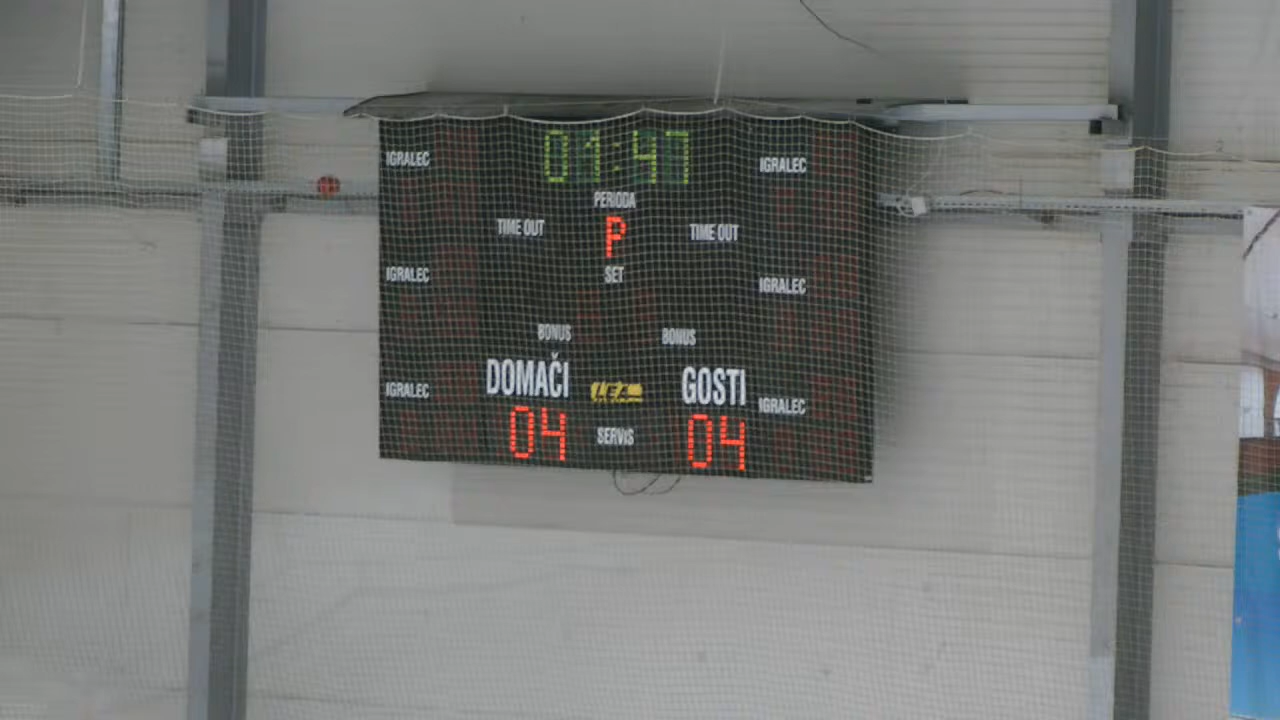 01:47
IGRALEC
IGRALEC
PERIODA
TIME OUT
P
TIME OUT
SET
IGRALEC
IGRALEC
BONUS
BONUS
DOMAČI
GOSTI
IGRALEC
LEA
IGRALEC
04
SERVIS
04